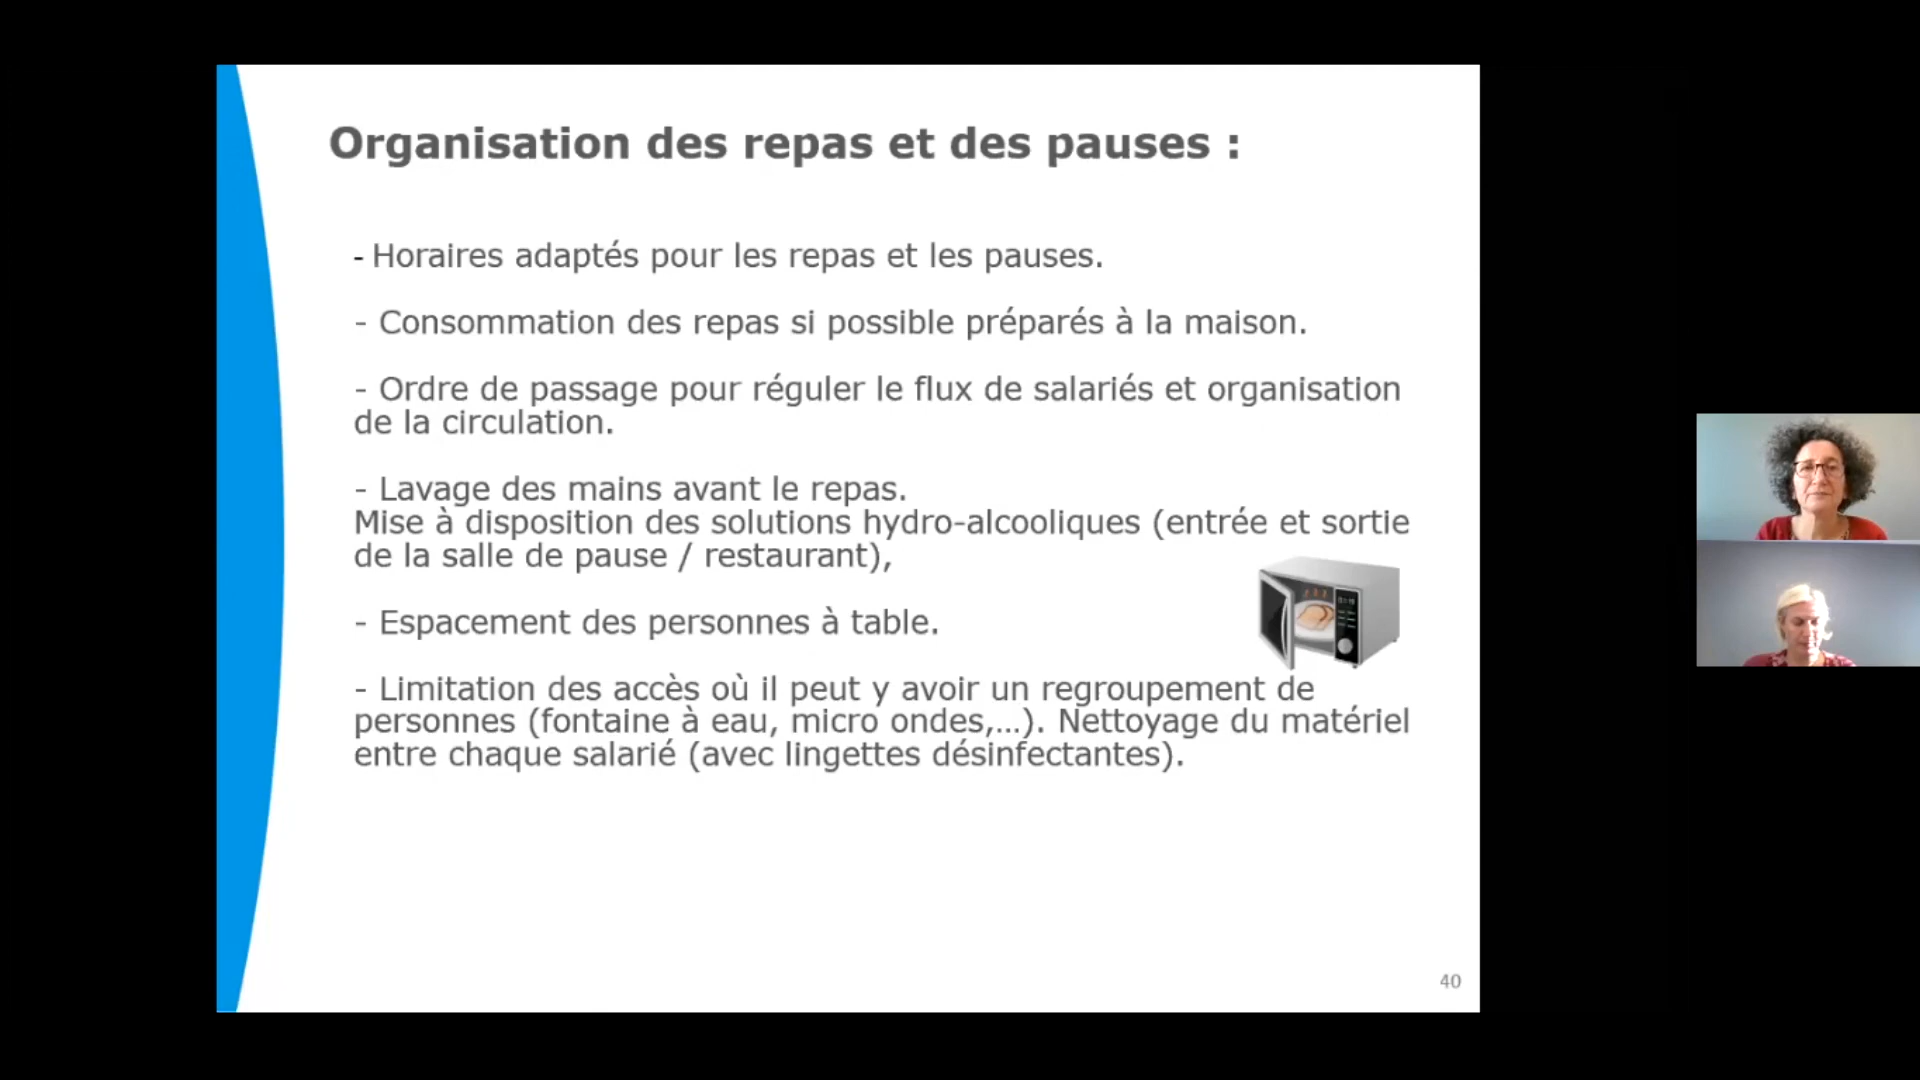 Organisation des repas et des pauses :
- Horaires adaptés pour les repas et les pauses.
- Consommation des repas si possible préparés à la maison.
- Ordre de passage pour réguler le flux de salariés et organisation
de la circulation.
- Lavage des mains avant le repas.
Mise à disposition des solutions hydro-alcooliques (entrée et sortie
de la salle de pause / restaurant),
- Espacement des personnes à table.
- Limitation des accès où il peut y avoir un regroupement de
personnes (fontaine à eau, micro ondes,...). Nettoyage du matériel
entre chaque salarié (avec lingettes désinfectantes).
40